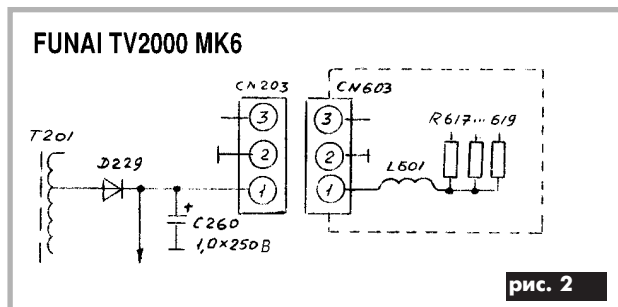 FUNAI TV2000 MK6
CN203
CN603
T201
D229
3
2
1
3
2
1
R617...619
L601
+
C260
1,0×250В
рис. 2